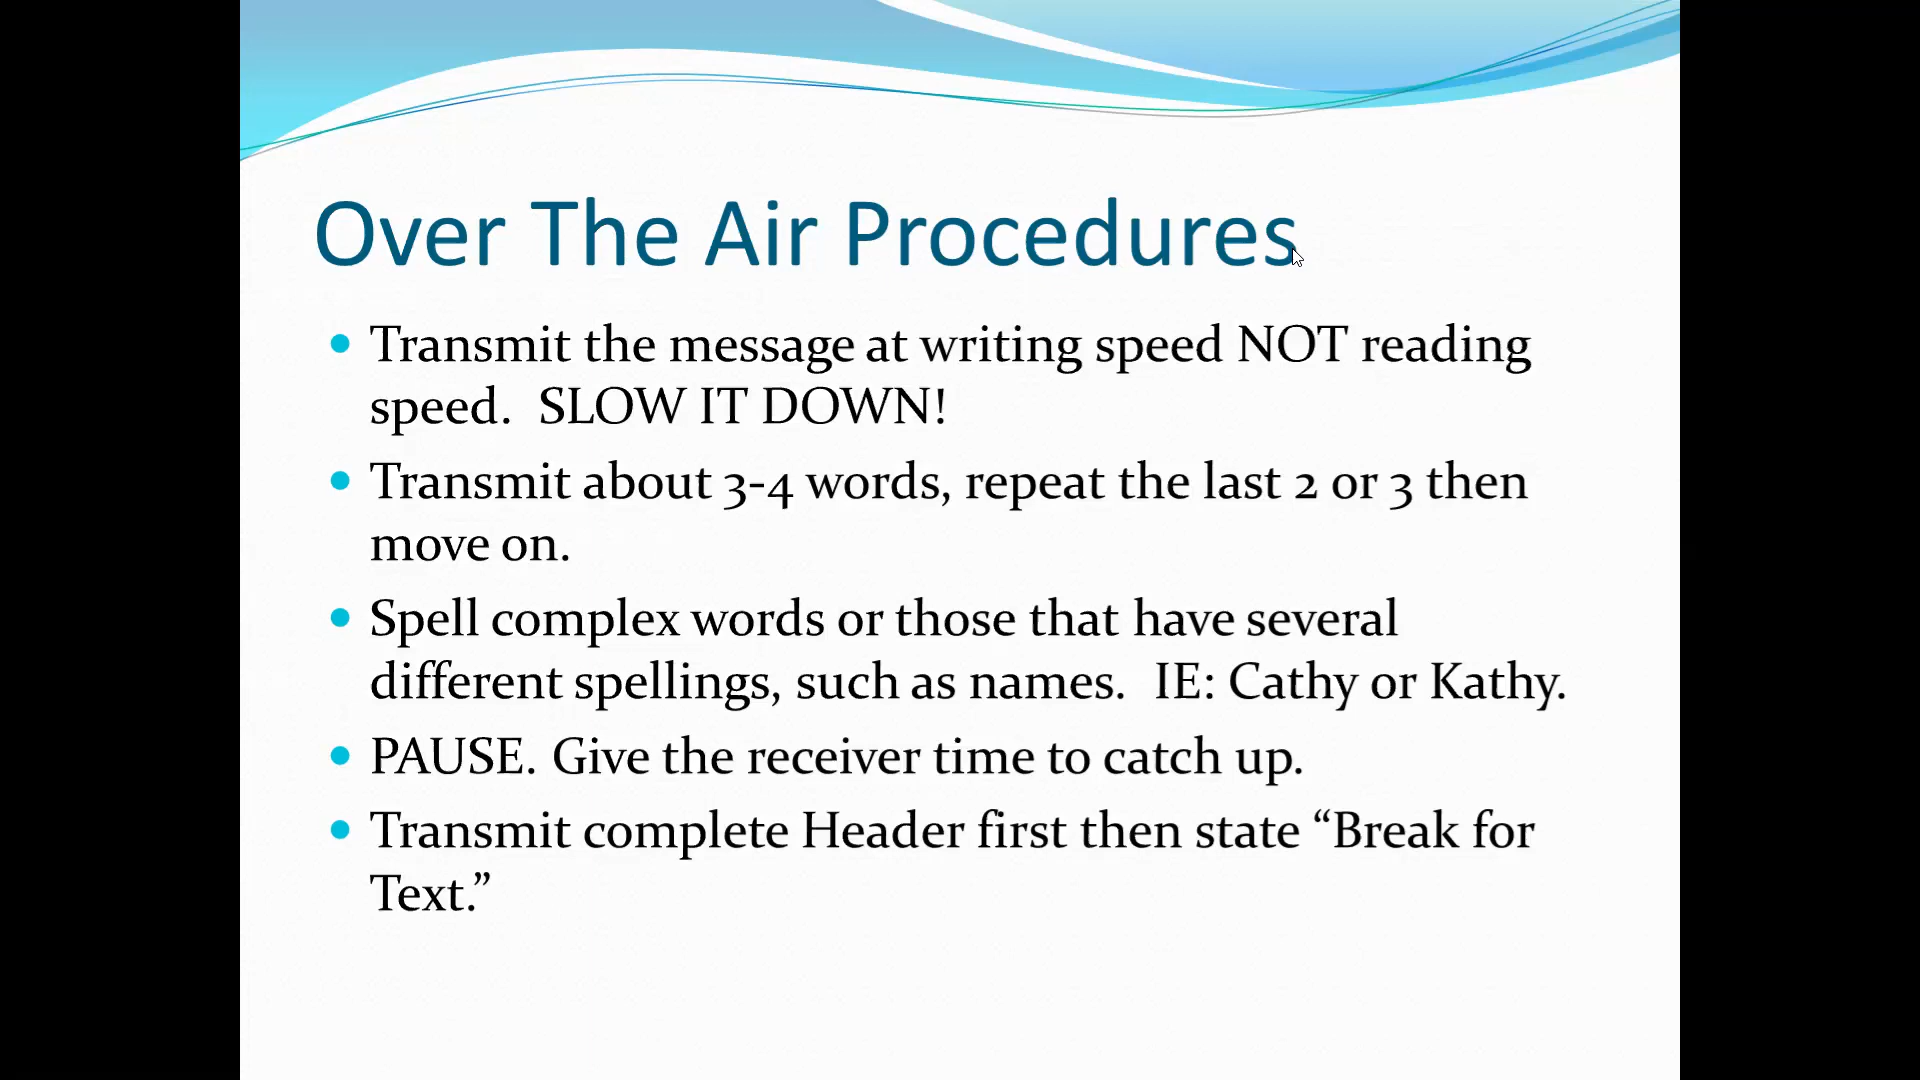 Over The Air Procedures
Transmit the message at writing speed NOT reading
speed.  SLOW IT DOWN!
Transmit about 3-4 words, repeat the last 2 or 3 then
move on.
Spell complex words or those that have several
different spellings, such as names.  IE: Cathy or Kathy.
PAUSE. Give the receiver time to catch up.
Transmit complete Header first then state “Break for
Text.”